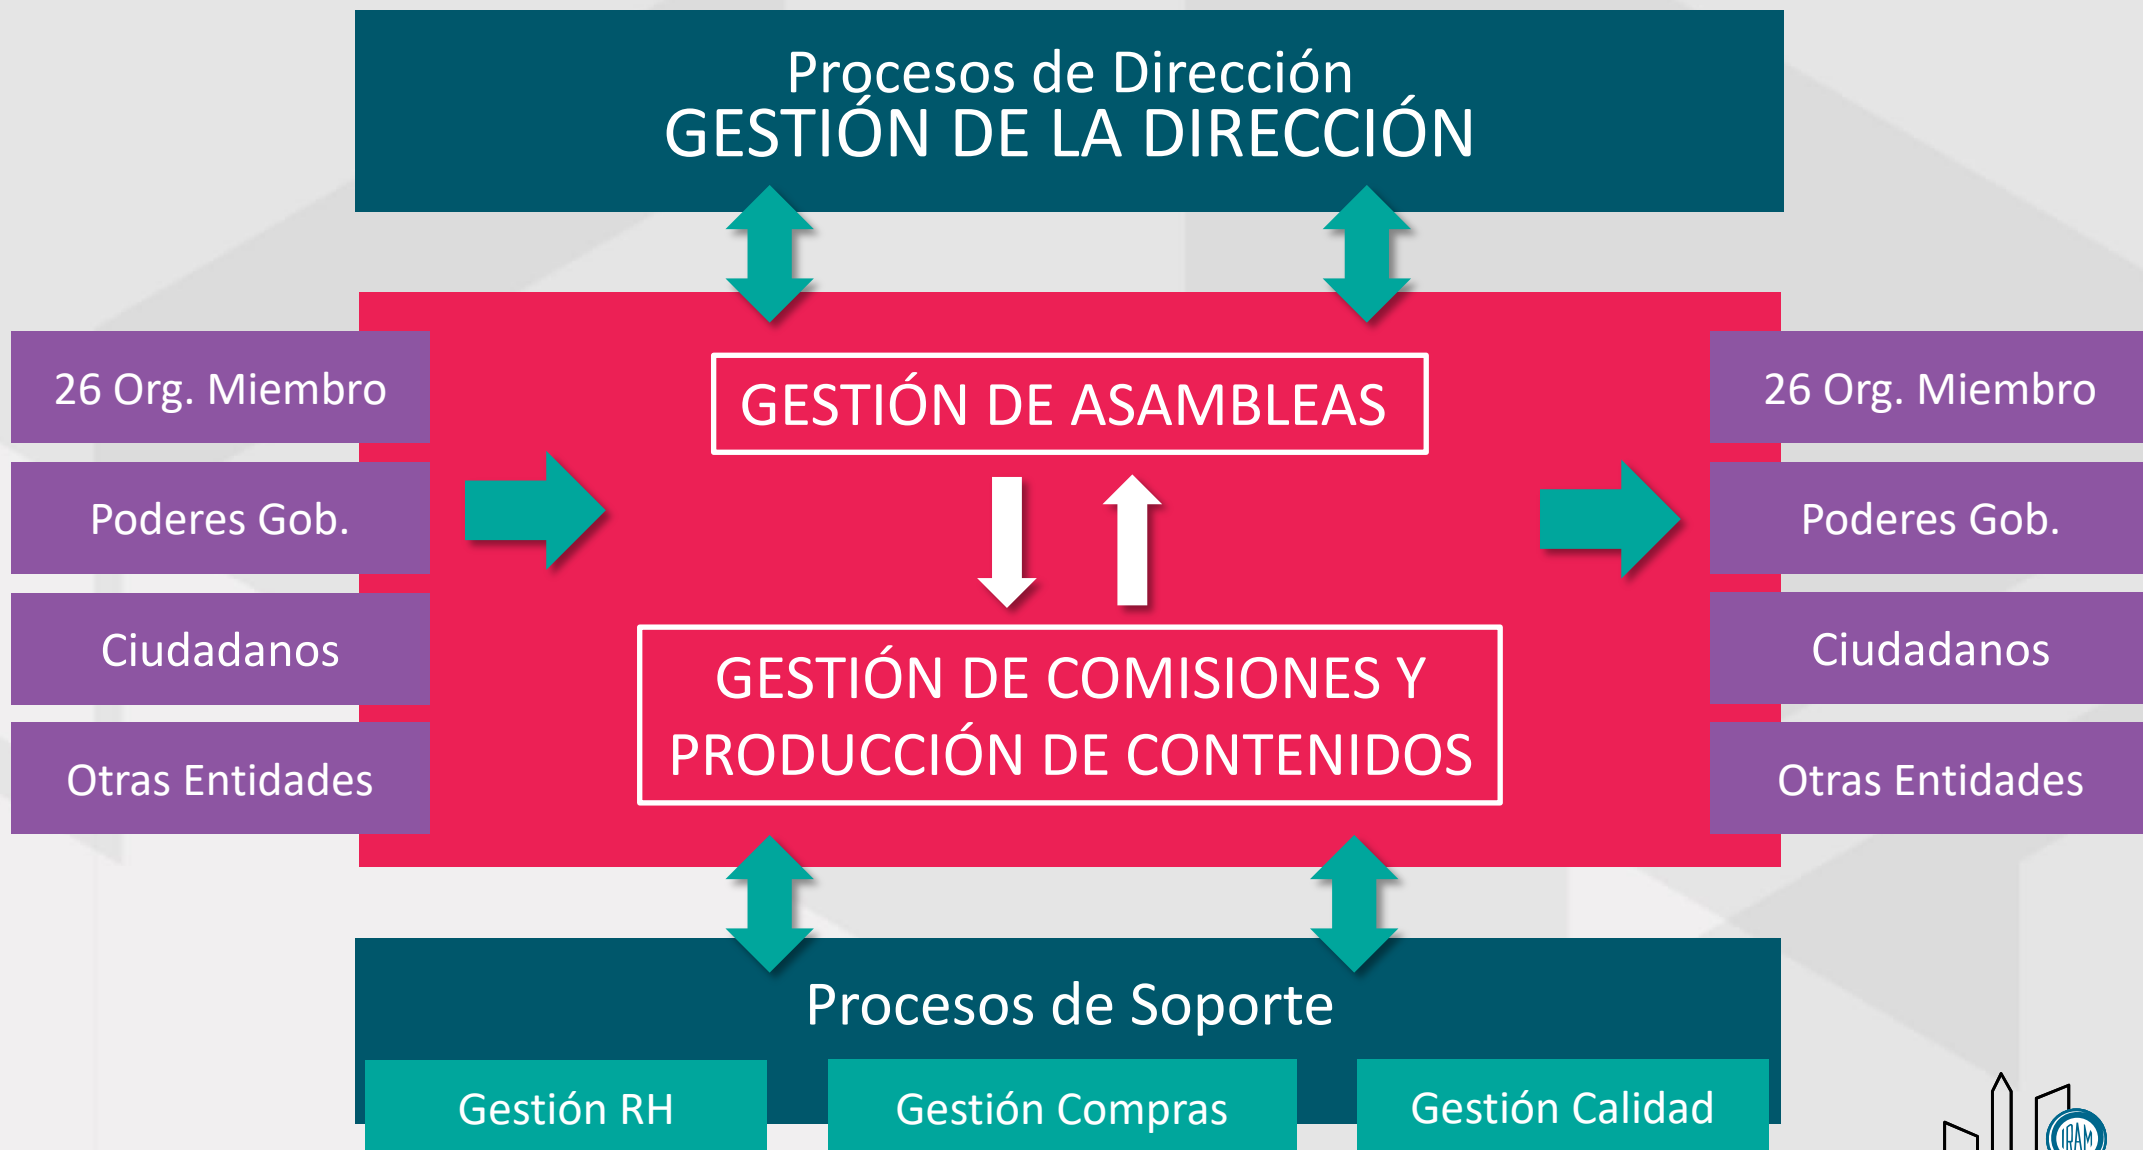 Procesos de Dirección
GESTIÓN DE LA DIRECCIÓN
26 Org. Miembro
Poderes Gob.
Ciudadanos
Otras Entidades
GESTIÓN DE ASAMBLEAS
GESTIÓN DE COMISIONES Y
PRODUCCIÓN DE CONTENIDOS
26 Org. Miembro
Poderes Gob.
Ciudadanos
Otras Entidades
Procesos de Soporte
Gestión RH
Gestión Compras
Gestión Calidad
IRAM